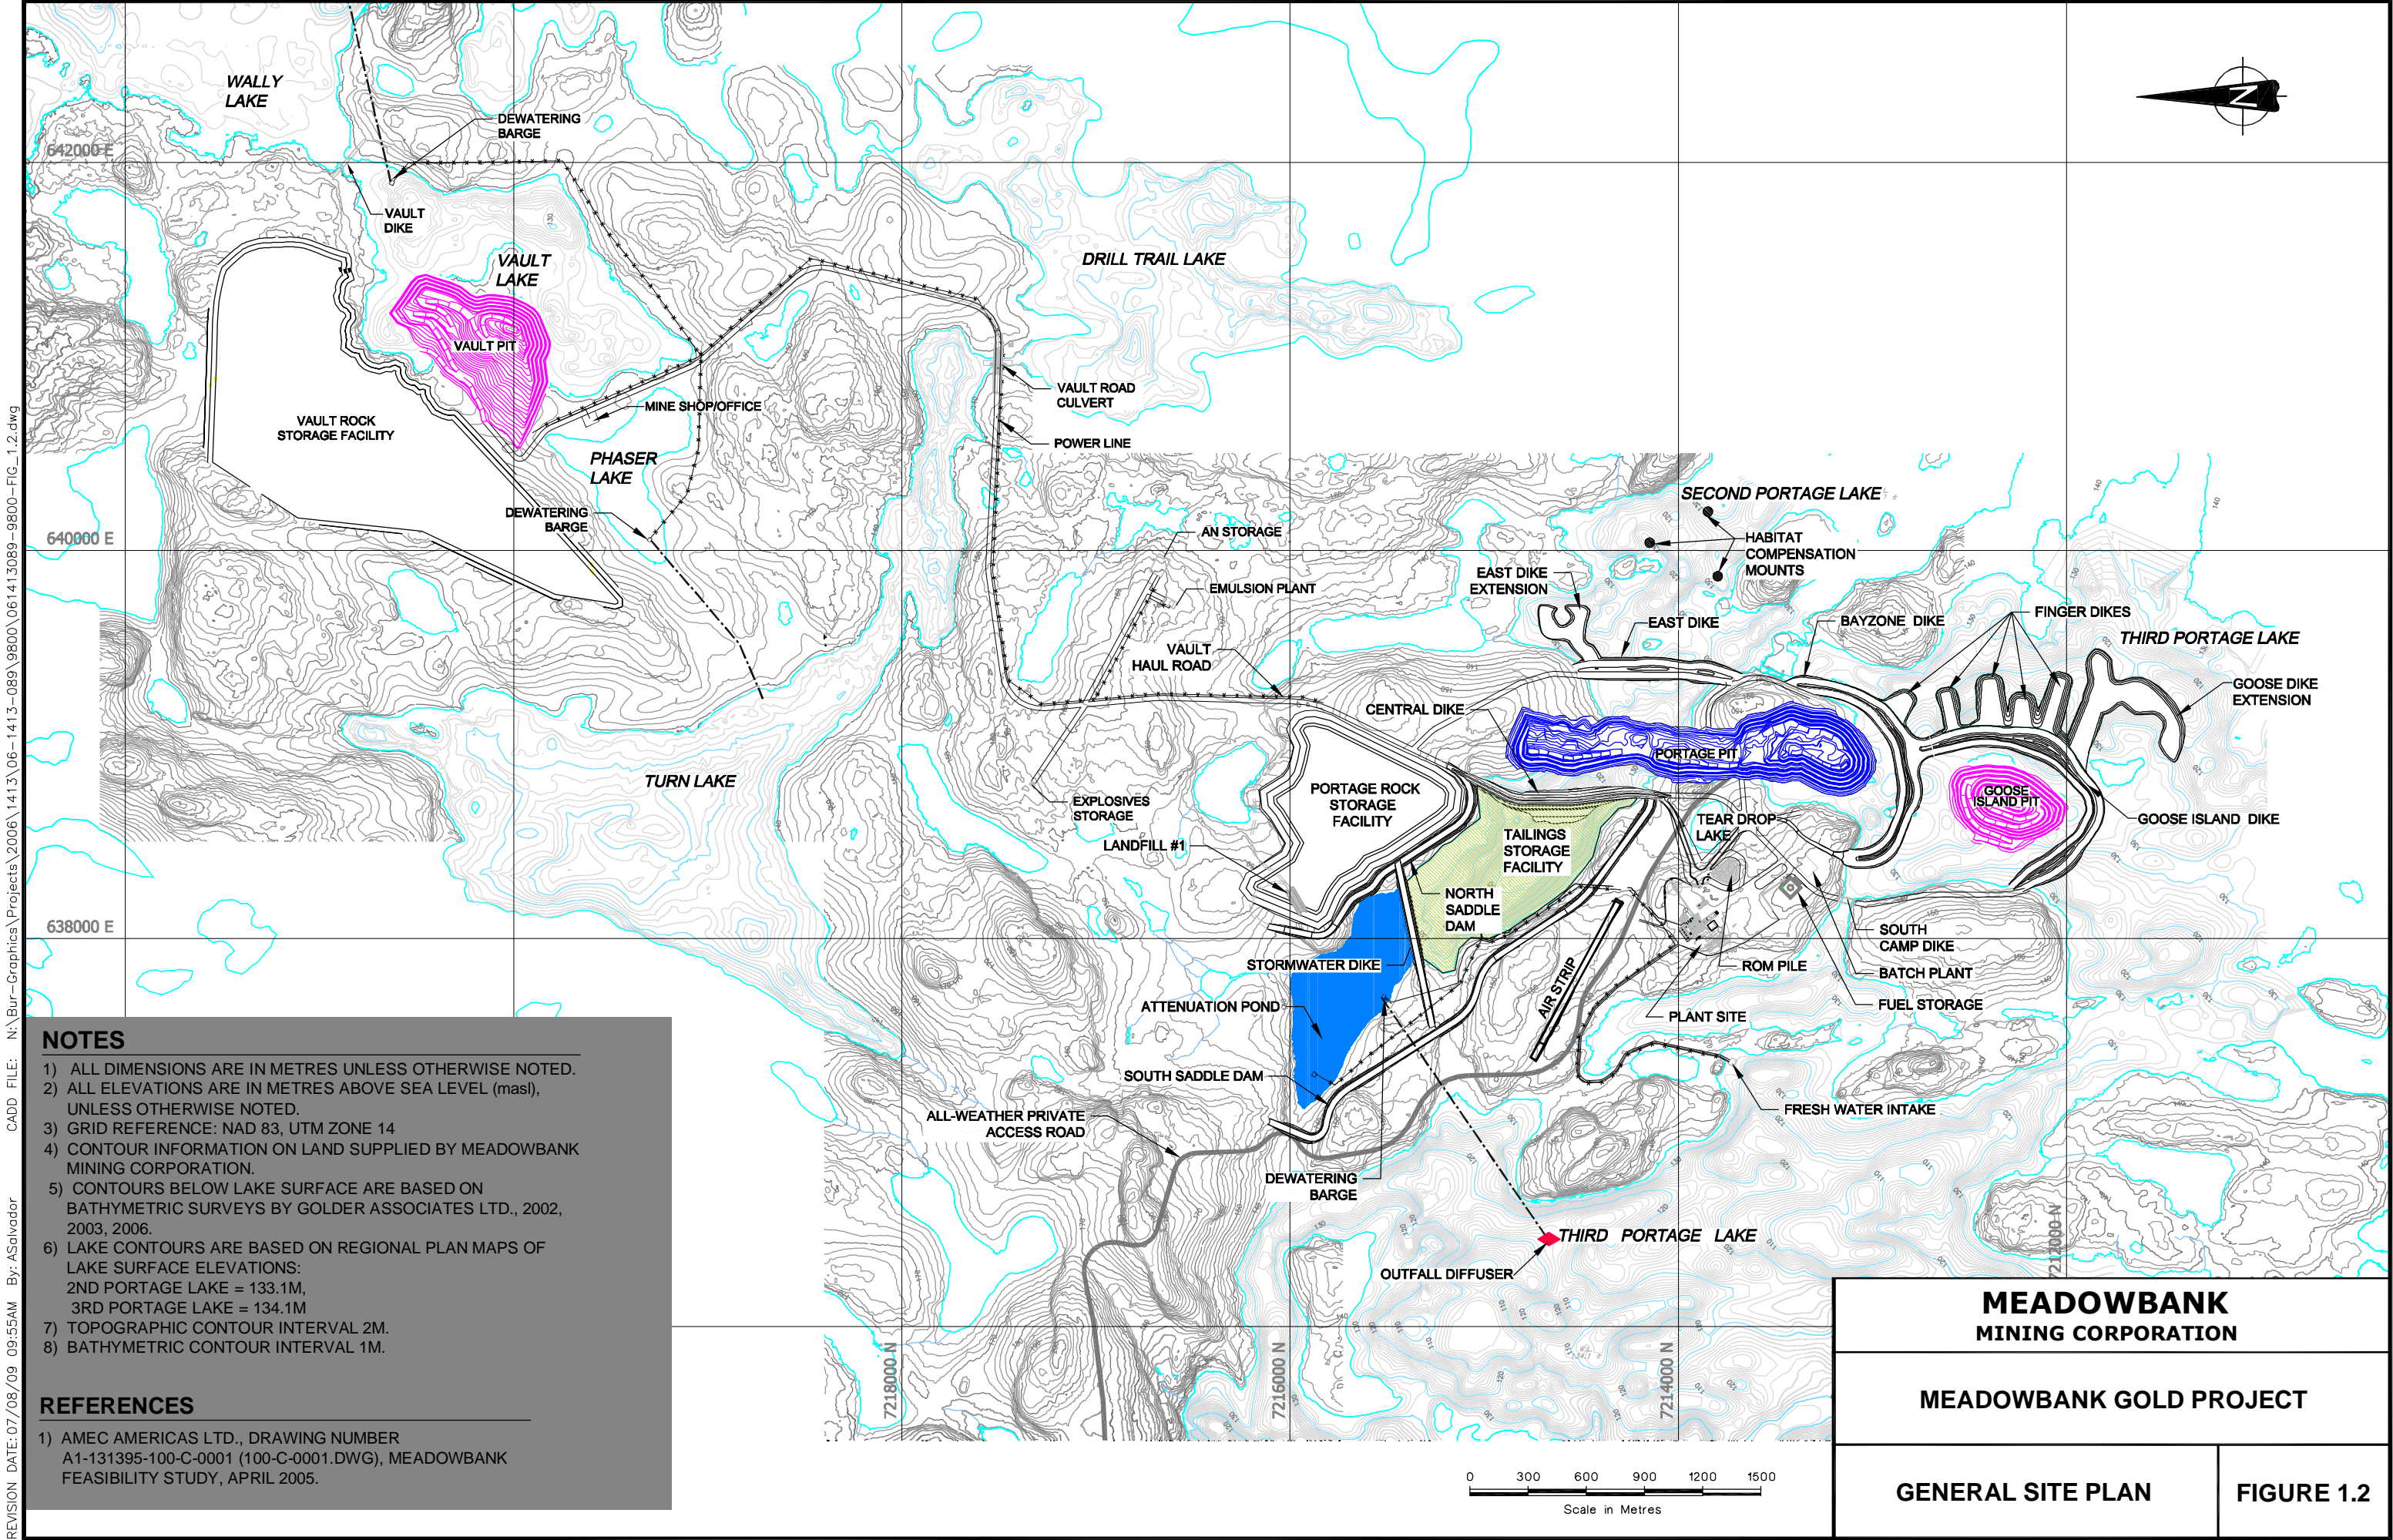 WALLY
LAKE
DEWATERING
BARGE
642000 E
VAULT
DIKE
VAULT
LAKE
DRILL TRAIL LAKE
N
VAULT PIT
VAULT ROAD
CULVERT
MINE SHOP/OFFICE
VAULT ROCK
STORAGE FACILITY
POWER LINE
PHASER
LAKE
DEWATERING
BARGE
640000 E
SECOND PORTAGE LAKE
AN STORAGE
HABITAT
COMPENSATION
MOUNTS
EMULSION PLANT
EAST DIKE
EXTENSION
EAST DIKE
BAYZONE DIKE
FINGER DIKES
THIRD PORTAGE LAKE
VAULT
HAUL ROAD
GOOSE DIKE
EXTENSION
CENTRAL DIKE
PORTAGE PIT
TURN LAKE
PORTAGE ROCK
STORAGE
FACILITY
GOOSE
ISLAND PIT
EXPLOSIVES
STORAGE
TEAR DROP
LAKE
GOOSE ISLAND DIKE
TAILINGS
STORAGE
FACILITY
LANDFILL #1
NORTH
SADDLE
DAM
638000 E
SOUTH
CAMP DIKE
STORMWATER DIKE
ROM PILE
BATCH PLANT
AIR STRIP
ATTENUATION POND
FUEL STORAGE
PLANT SITE
SOUTH SADDLE DAM
FRESH WATER INTAKE
ALL-WEATHER PRIVATE
ACCESS ROAD
DEWATERING
BARGE
THIRD PORTAGE LAKE
OUTFALL DIFFUSER
7218000 N
7216000 N
7214000 N
7212000 N
NOTES
1) ALL DIMENSIONS ARE IN METRES UNLESS OTHERWISE NOTED.
2) ALL ELEVATIONS ARE IN METRES ABOVE SEA LEVEL (masl),
UNLESS OTHERWISE NOTED.
3) GRID REFERENCE: NAD 83, UTM ZONE 14
4) CONTOUR INFORMATION ON LAND SUPPLIED BY MEADOWBANK
MINING CORPORATION.
5) CONTOURS BELOW LAKE SURFACE ARE BASED ON
BATHYMETRIC SURVEYS BY GOLDER ASSOCIATES LTD., 2002,
2003, 2006.
6) LAKE CONTOURS ARE BASED ON REGIONAL PLAN MAPS OF
LAKE SURFACE ELEVATIONS:
2ND PORTAGE LAKE = 133.1M,
3RD PORTAGE LAKE = 134.1M
7) TOPOGRAPHIC CONTOUR INTERVAL 2M.
8) BATHYMETRIC CONTOUR INTERVAL 1M.
REFERENCES
1) AMEC AMERICAS LTD., DRAWING NUMBER
A1-131395-100-C-0001 (100-C-0001.DWG), MEADOWBANK
FEASIBILITY STUDY, APRIL 2005.
0 300 600 900 1200 1500
Scale in Metres
MEADOWBANK
MINING CORPORATION
MEADOWBANK GOLD PROJECT
GENERAL SITE PLAN
FIGURE 1.2
REVISION DATE: 07/08/09 09:55AM By: ASalvador CADD FILE: N:\Bur-Graphics\Projects\2006\1413\06-1413-089\9800\061413089-9800-FIG_1.2.dwg